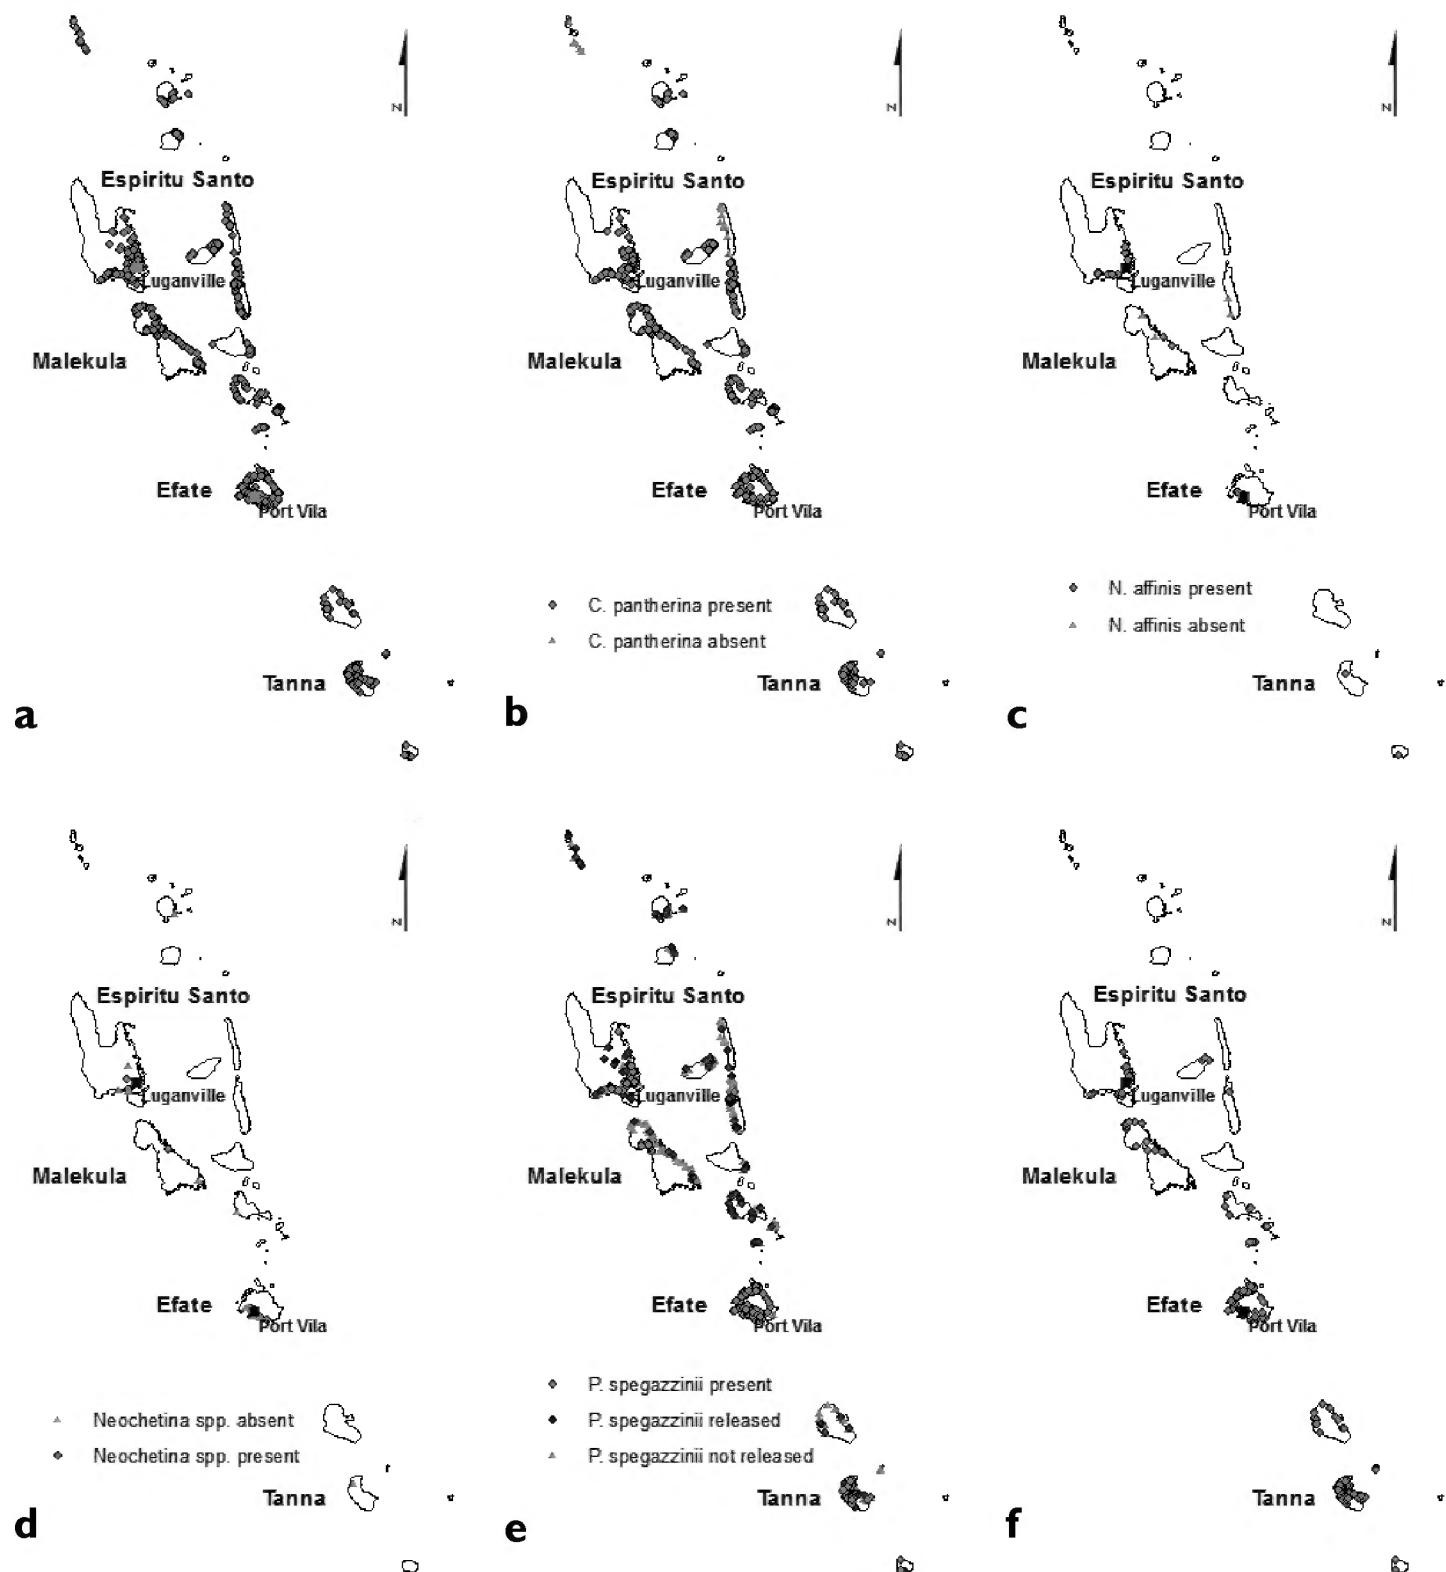 N
N
N
Espiritu Santo
Espiritu Santo
Espiritu Santo
Luganville
Luganville
Luganville
Malekula
Malekula
Malekula
Efate
Efate
Efate
Port Vila
Port Vila
Port Vila
C. pantherina present
C. pantherina absent
N. affinis present
N. affinis absent
Tanna
Tanna
Tanna
a
b
c
N
N
N
Espiritu Santo
Espiritu Santo
Espiritu Santo
Luganville
Luganville
Luganville
Malekula
Malekula
Malekula
Efate
Efate
Efate
Port Vila
Port Vila
Port Vila
Neochetina spp. absent
Neochetina spp. present
P. spegazzinii present
P. spegazzinii released
P. spegazzinii not released
Tanna
Tanna
Tanna
d
e
f